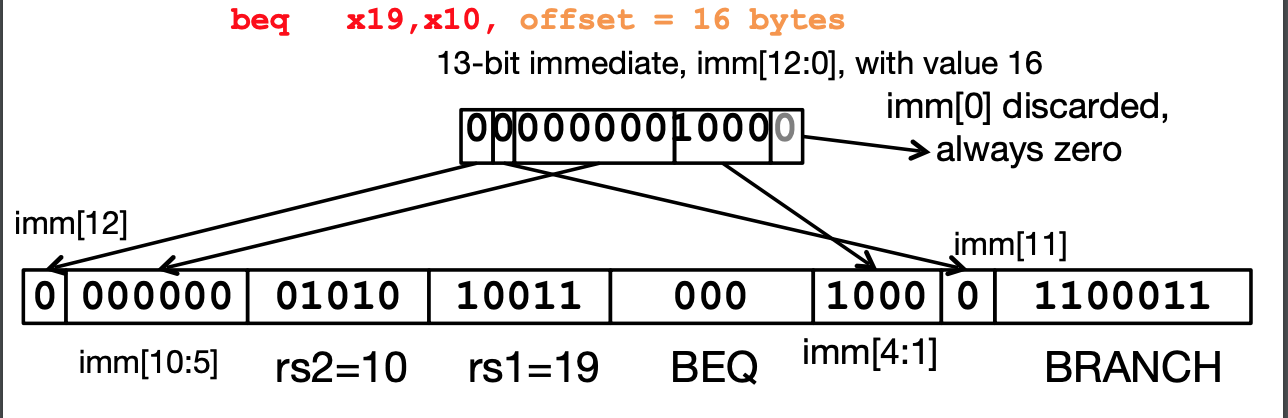 beq x19,x10, offset = 16 bytes
13-bit immediate, imm[12:0], with value 16
imm[0] discarded,
always zero
0 0 000000 1000 0
imm[12]
imm[11]
0 000000 01010 10011 000 1000 0 1100011
imm[10:5] rs2=10 rs1=19 BEQ imm[4:1] BRANCH